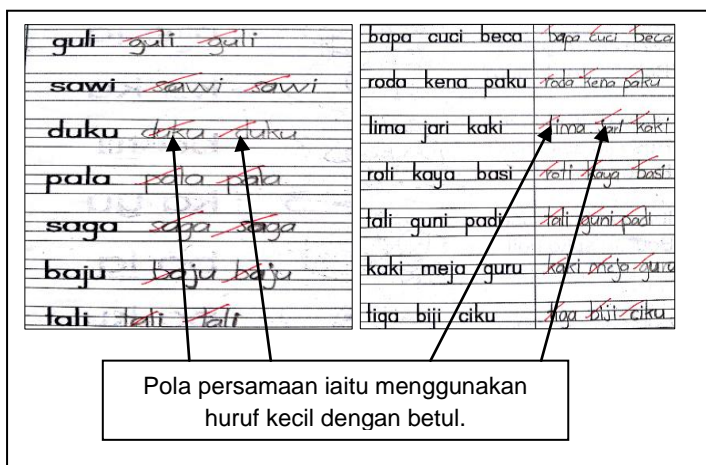 guli guli guli
sawi sawi sawi
duku duku duku
pala pala pala
saga saga saga
baju baju baju
tali tali tali
bapa cuci beca bapa cuci beca
roda kena paku roda kena paku
lima jari kaki lima jari kaki
roti kaya basi roti kaya basi
tali guni padi tali guni padi
kaki meja guru kaki meja guru
tiga biji ciku tiga biji ciku
Pola persamaan iaitu menggunakan
huruf kecil dengan betul.